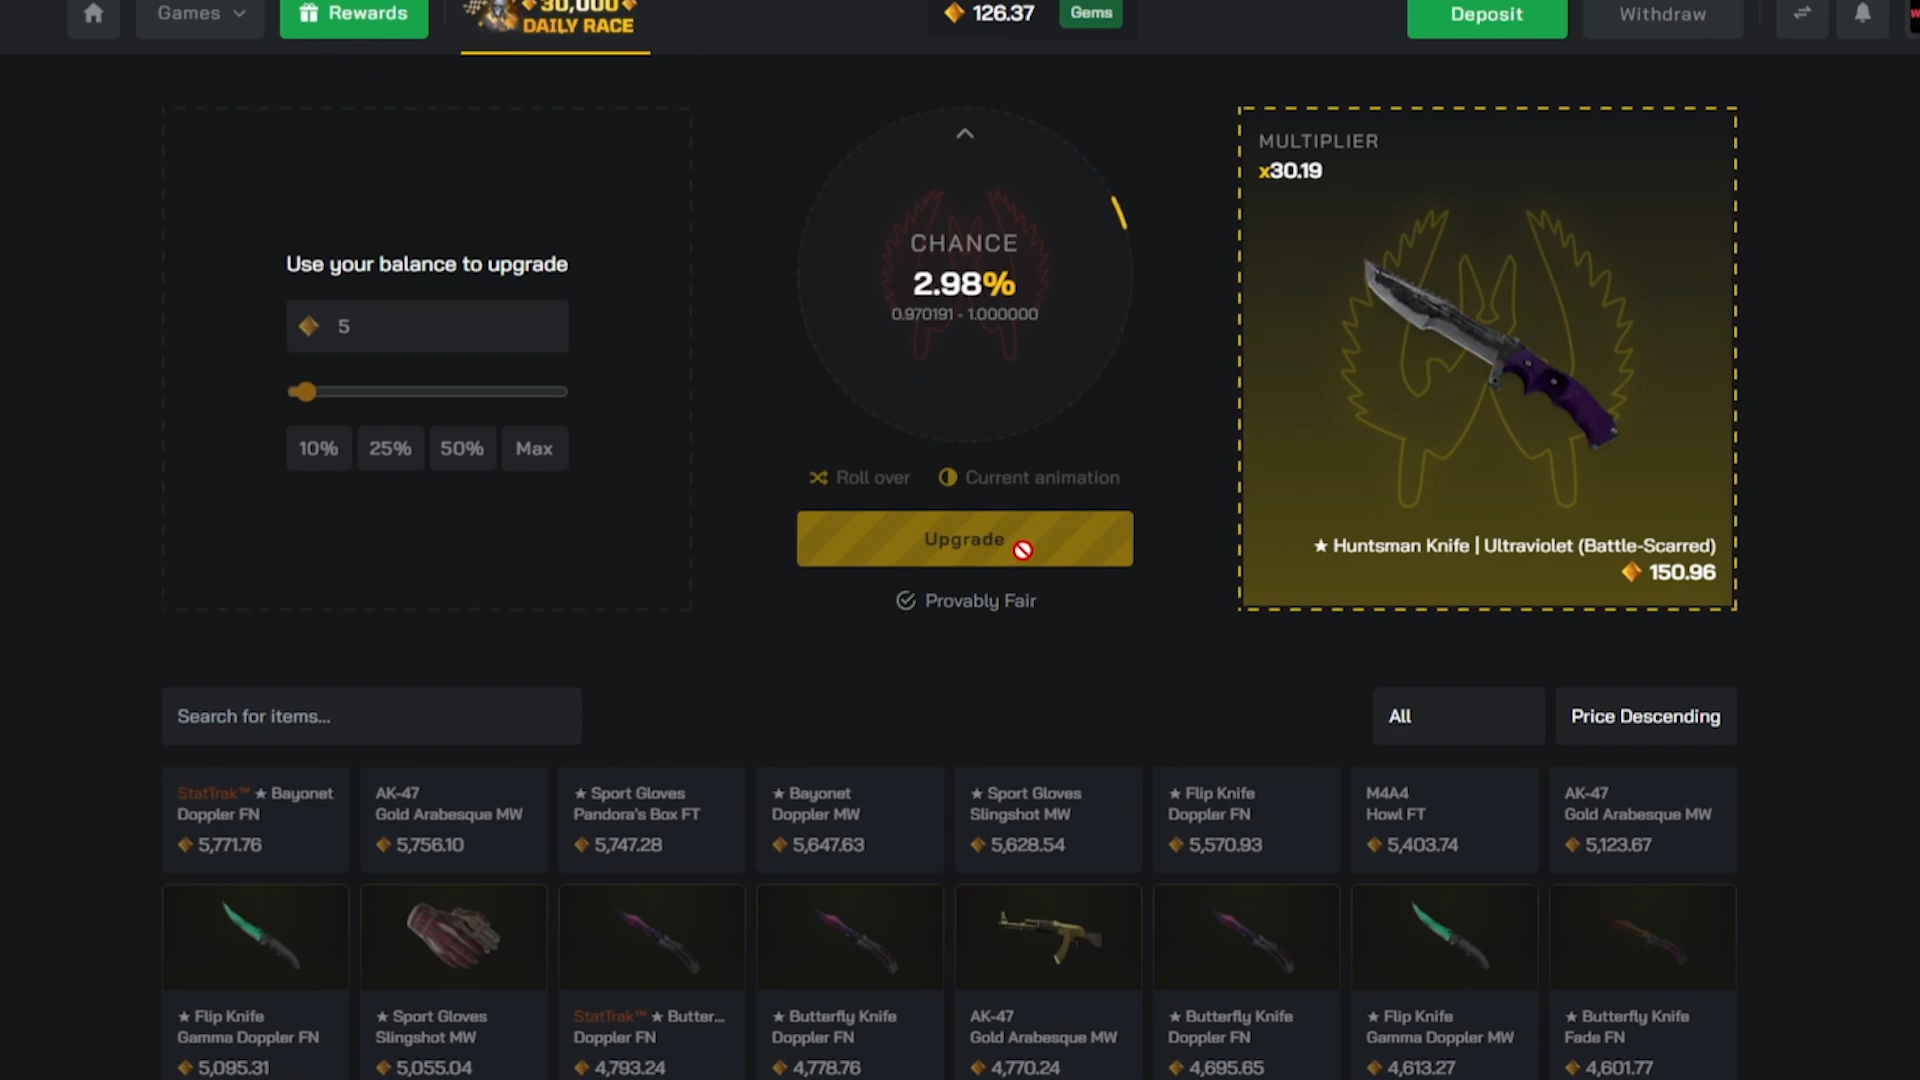 Games
Rewards
30,000
DAILY RACE
126.37
Gems
Deposit
Withdraw
Use your balance to upgrade
5
10%
25%
50%
Max
CHANCE
2.98%
0.970191 - 1.000000
Roll over
Current animation
Upgrade
Provably Fair
MULTIPLIER
x30.19
★ Huntsman Knife | Ultraviolet (Battle-Scarred)
150.96
Search for items...
All
Price Descending
StatTrak™ ★ Bayonet
Doppler FN
5,771.76
AK-47
Gold Arabesque MW
5,756.10
★ Sport Gloves
Pandora's Box FT
5,747.28
★ Bayonet
Doppler MW
5,647.63
★ Sport Gloves
Slingshot MW
5,628.54
★ Flip Knife
Doppler FN
5,570.93
M4A4
Howl FT
5,403.74
AK-47
Gold Arabesque MW
5,123.67
★ Flip Knife
Gamma Doppler FN
5,095.31
★ Sport Gloves
Slingshot MW
5,055.04
StatTrak™ ★ Butter...
Doppler FN
4,793.24
★ Butterfly Knife
Doppler FN
4,778.76
AK-47
Gold Arabesque MW
4,770.24
★ Butterfly Knife
Doppler FN
4,695.65
★ Flip Knife
Gamma Doppler MW
4,613.27
★ Butterfly Knife
Fade FN
4,601.77